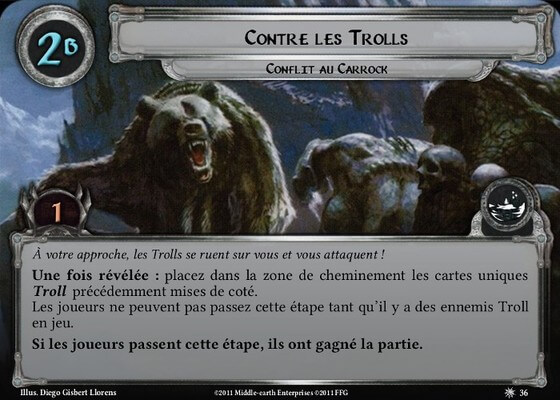 2B
CONTRE LES TROLLS
CONFLIT AU CARROCK
1
À votre approche, les Trolls se ruent sur vous et vous attaquent !
Une fois révélée : placez dans la zone de cheminement les cartes uniques
Troll précédemment mises de coté.
Les joueurs ne peuvent pas passez cette étape tant qu'il y a des ennemis Troll
en jeu.
Si les joueurs passent cette étape, ils ont gagné la partie.
Illus. Diego Gisbert Llorens ©2011 Middle-earth Enterprises ©2011 FFG 36